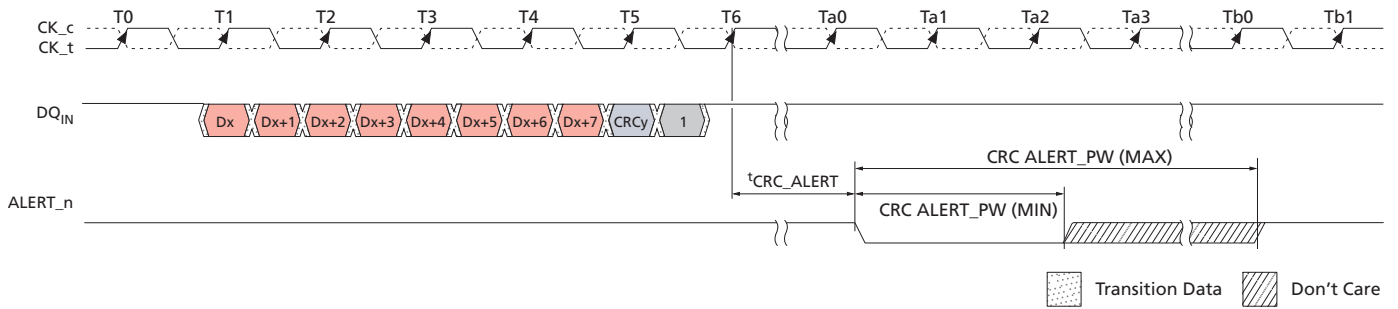 T0 T1 T2 T3 T4 T5 T6 Ta0 Ta1 Ta2 Ta3 Tb0 Tb1
CK_c
CK_t
DQIN Dx Dx+1 Dx+2 Dx+3 Dx+4 Dx+5 Dx+6 Dx+7 CRCy 1
CRC ALERT_PW (MAX)
tCRC_ALERT
ALERT_n CRC ALERT_PW (MIN)
Transition Data Don't Care